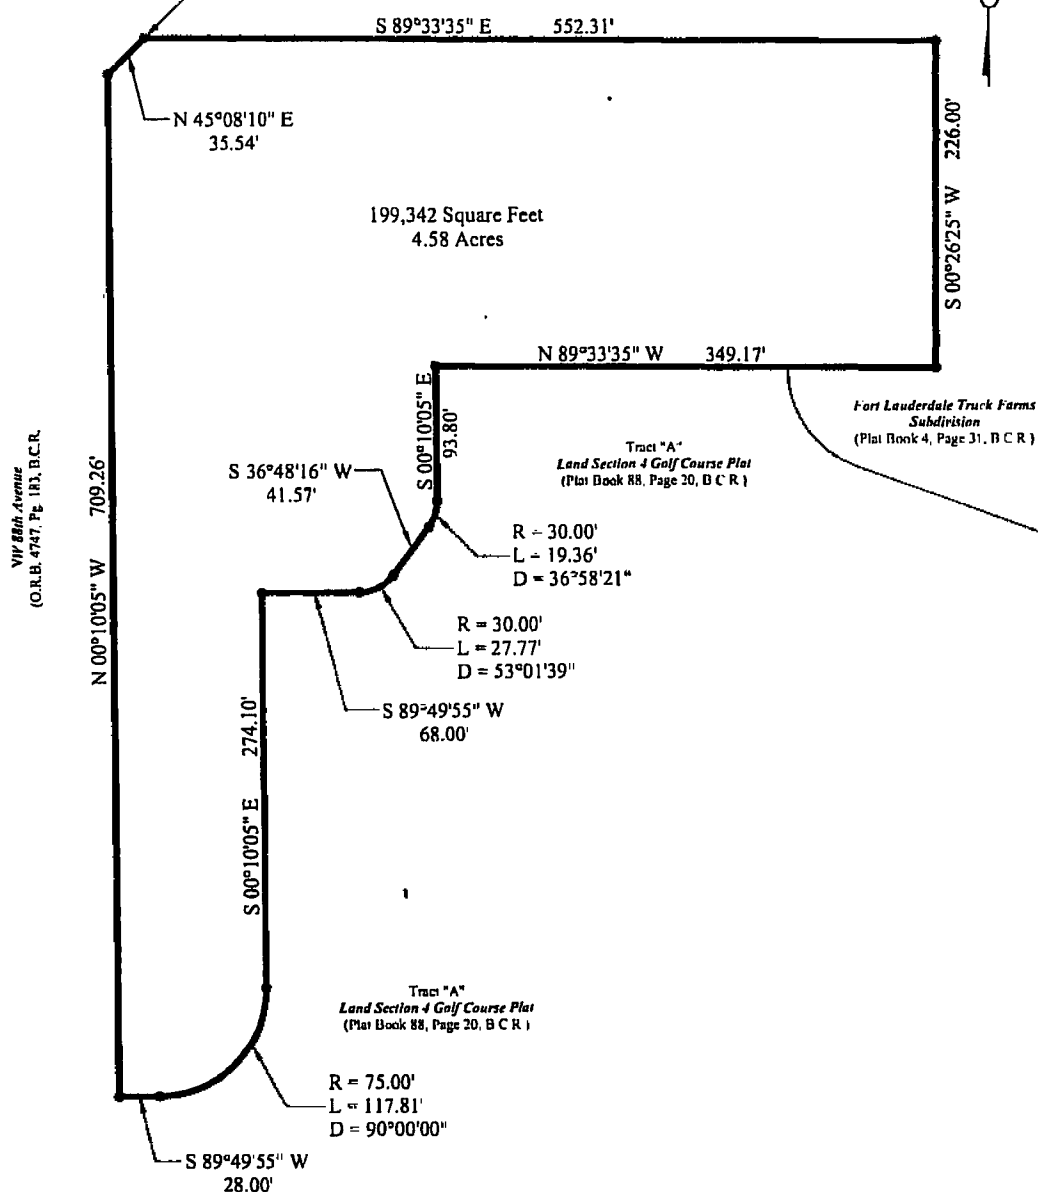 S 89°33'35" E 552.31'
N 45°08'10" E
35.54'
226.00'
S 00°26'25" W
199,342 Square Feet
4.58 Acres
N 89°33'35" W 349.17'
Fort Lauderdale Truck Farms
Subdivision
(Plat Book 4, Page 31, B C R )
S 00°10'05" E
93.80'
Tract "A"
Land Section 4 Golf Course Plat
(Plat Book 88, Page 20, B C R )
S 36°48'16" W
41.57'
709.26'
N 00°10'05" W
88th Avenue
(O.R.B. 4747, Pg. 183, B.C.R.
R = 30.00'
L = 19.36'
D = 36°58'21"
R = 30.00'
L = 27.77'
D = 53°01'39"
S 89°49'55" W
68.00'
274.10'
S 00°10'05" E
Tract "A"
Land Section 4 Golf Course Plat
(Plat Book 88, Page 20, B C R )
R = 75.00'
L = 117.81'
D = 90°00'00"
S 89°49'55" W
28.00'